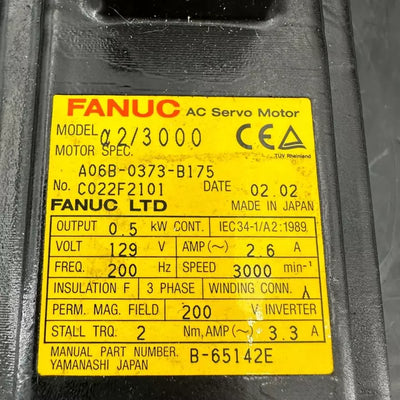 FANUC AC Servo Motor
MODEL α2/3000
MOTOR SPEC.
A06B-0373-B175
No. C022F2101 DATE 02.02
FANUC LTD MADE IN JAPAN
CE TÜV Rheinland
OUTPUT 0.5 kW CONT. IEC34-1/A2:1989
VOLT 129 V AMP(~) 2.6 A
FREQ. 200 Hz SPEED 3000 min⁻¹
INSULATION F 3 PHASE WINDING CONN. Y
PERM. MAG. FIELD 200 V INVERTER
STALL TRQ. 2 Nm, AMP(~) 3.3 A
MANUAL PART NUMBER. B-65142E
YAMANASHI JAPAN